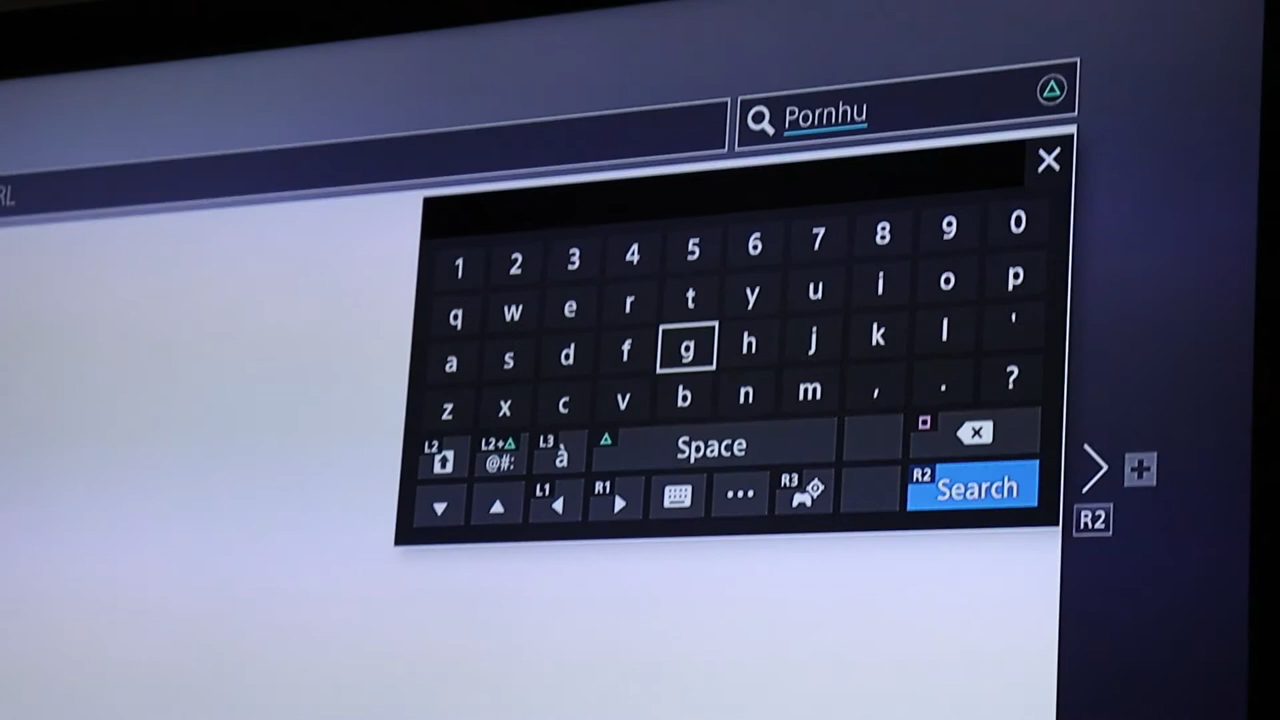 RL
Pornhu
1 2 3 4 5 6 7 8 9 0
q w e r t y u i o p
a s d f g h j k l '
z x c v b n m , . ?
L2 L2+△ @#: L3 à △ Space
L1 R1 ... R3 R2 Search
R2